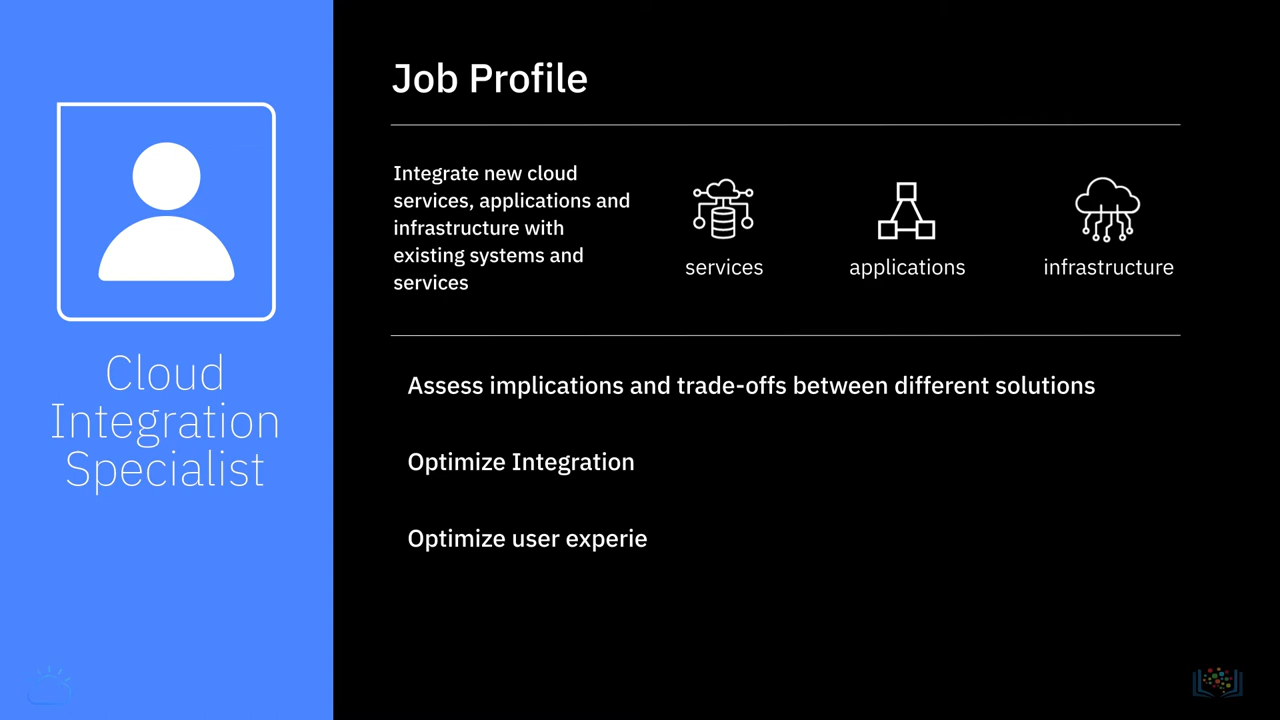 Cloud
Integration
Specialist
Job Profile
Integrate new cloud
services, applications and
infrastructure with
existing systems and
services
services
applications
infrastructure
Assess implications and trade-offs between different solutions
Optimize Integration
Optimize user experie